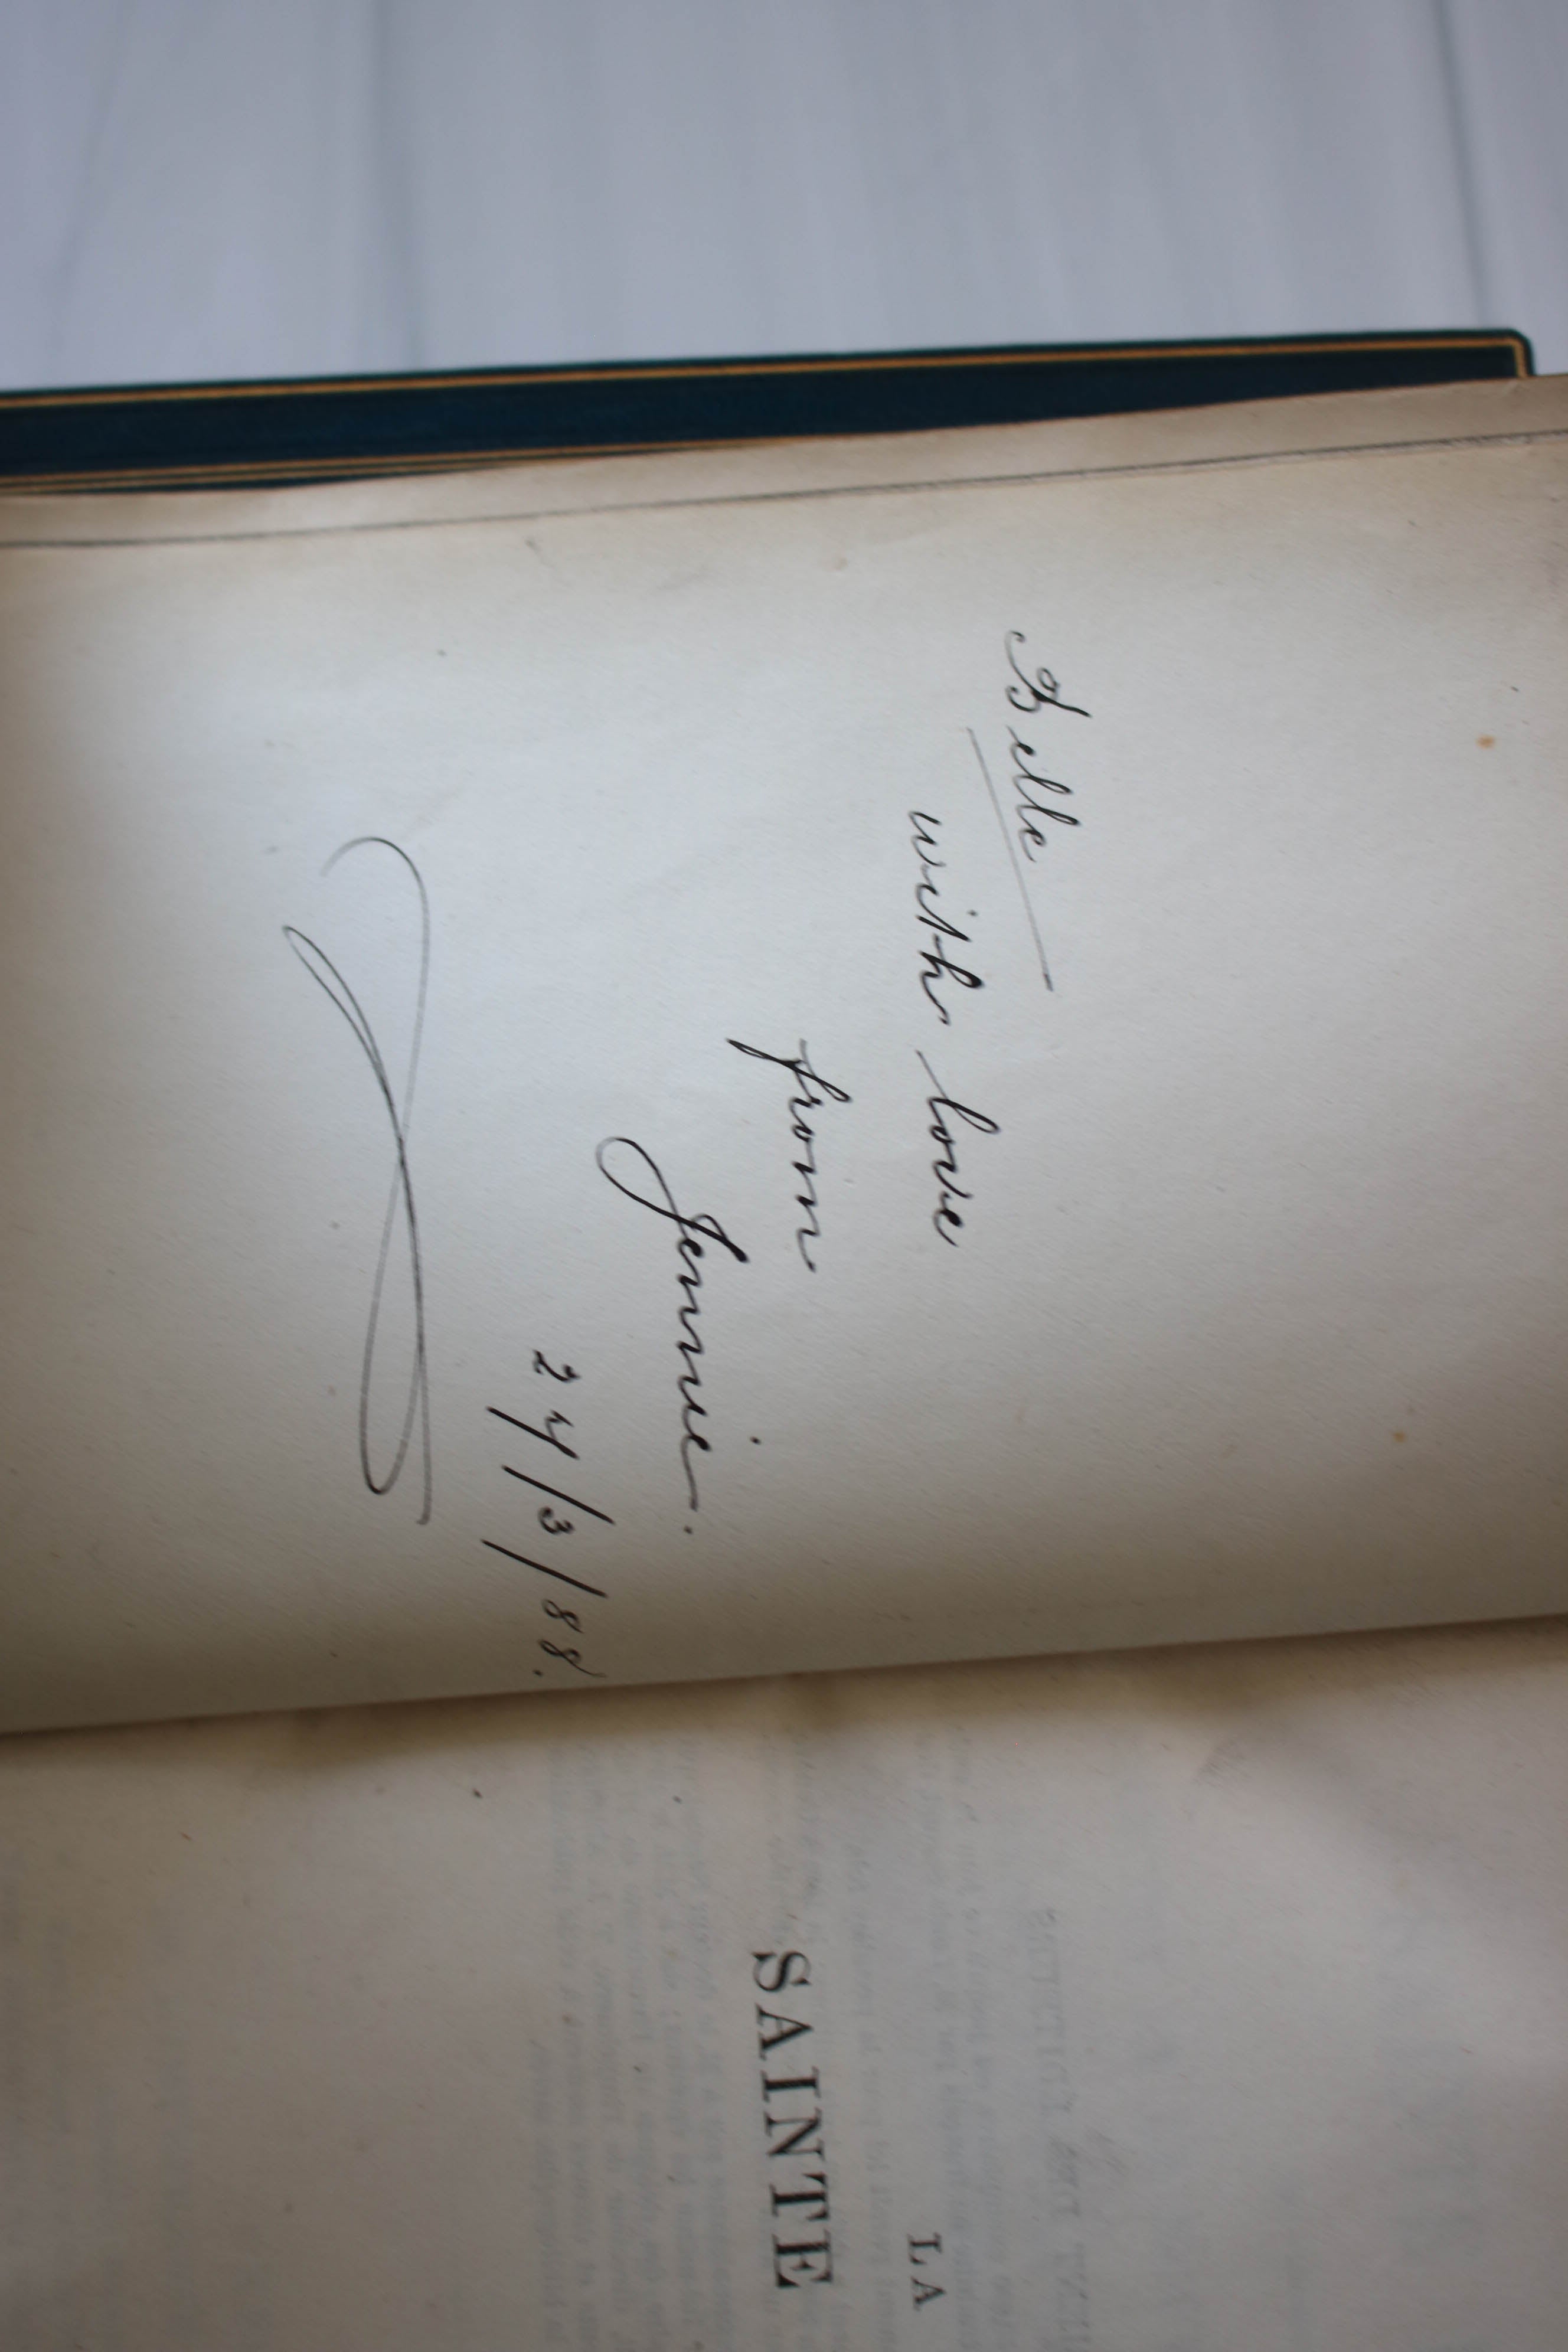 Belle
with love
from
Jennie.
24/3/88.
LA
SAINTE